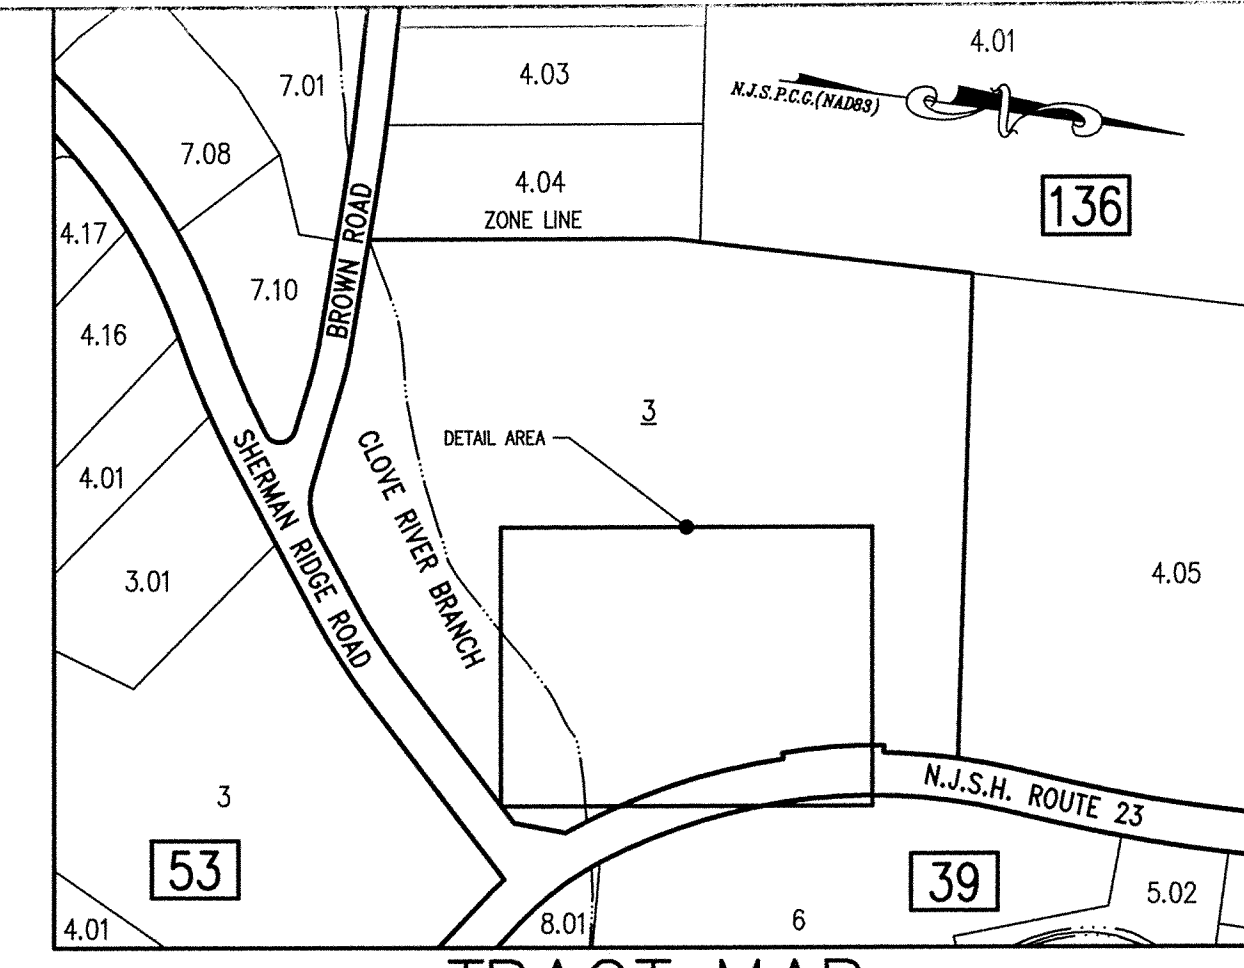 4.01
7.01
4.03
N.J.S.P.C.G.(NAD83)
7.08
4.04
136
ZONE LINE
4.17
BROWN ROAD
7.10
4.16
3
DETAIL AREA
CLOVE RIVER BRANCH
SHERMAN RIDGE ROAD
4.01
3.01
4.05
N.J.S.H. ROUTE 23
3
53
39
5.02
4.01
8.01
6
TRACT MAP